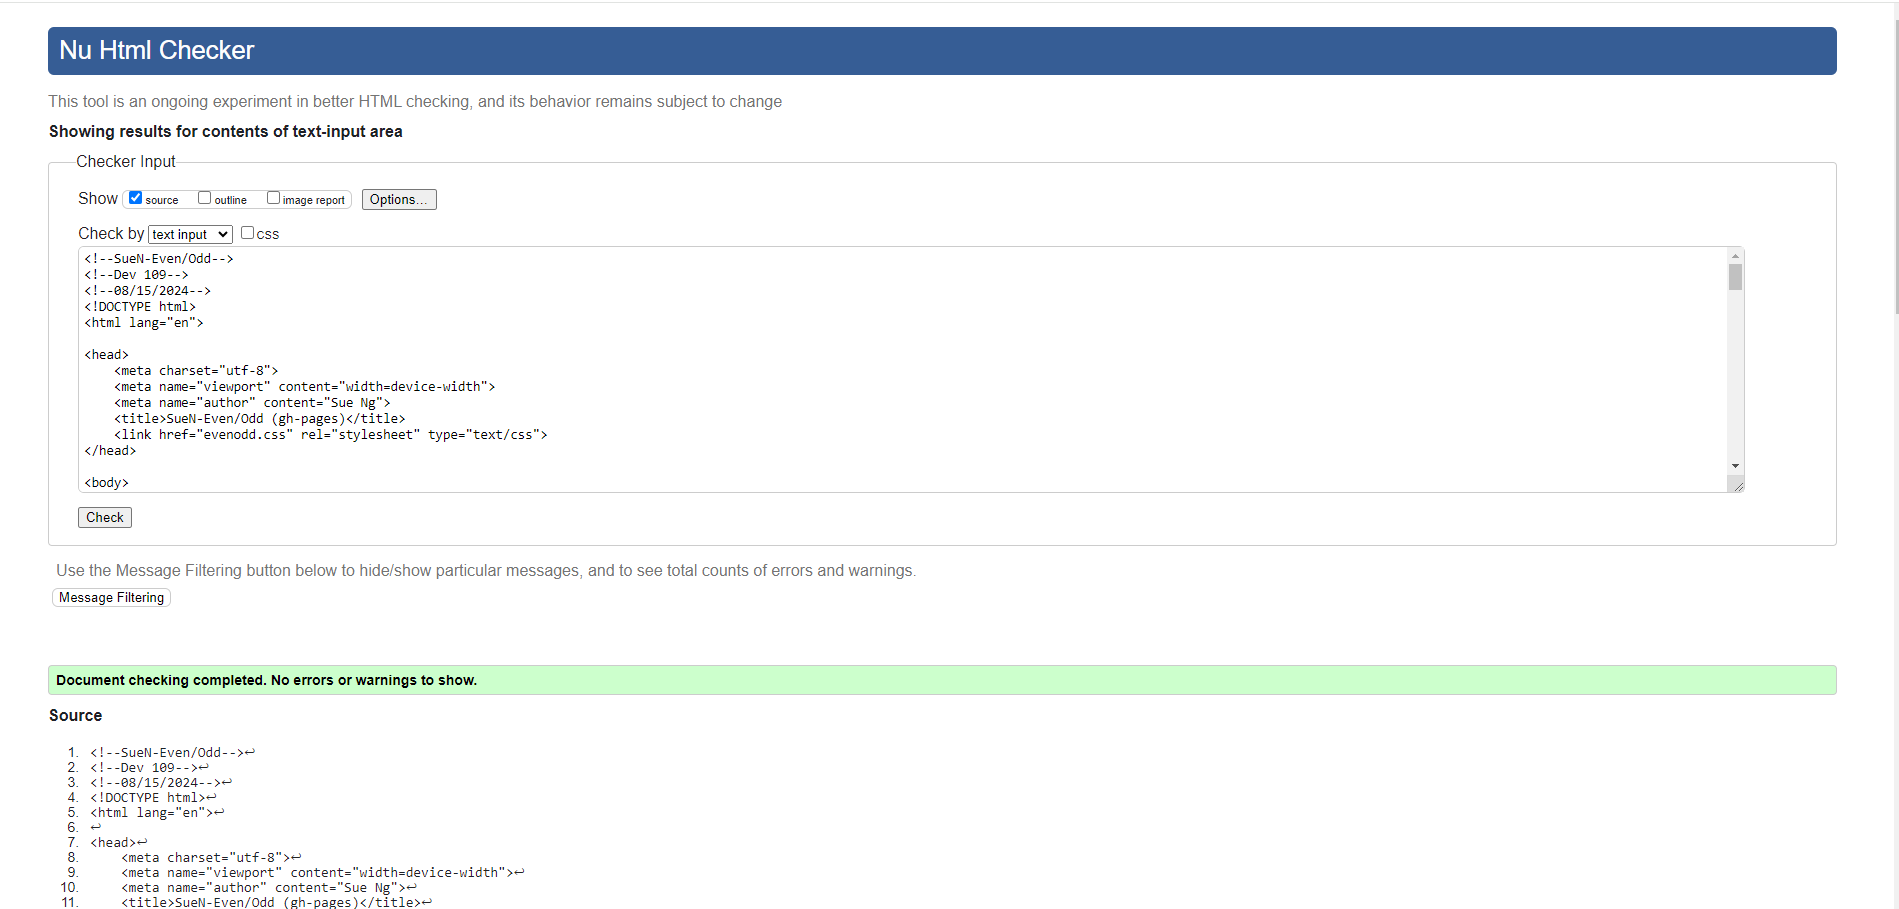 Nu Html Checker
This tool is an ongoing experiment in better HTML checking, and its behavior remains subject to change
Showing results for contents of text-input area
Checker Input
Show source outline image report Options...
Check by text input css
<!--SueN-Even/Odd-->
<!--Dev 109-->
<!--08/15/2024-->
<!DOCTYPE html>
<html lang="en">
<head>
    <meta charset="utf-8">
    <meta name="viewport" content="width=device-width">
    <meta name="author" content="Sue Ng">
    <title>SueN-Even/Odd (gh-pages)</title>
    <link href="evenodd.css" rel="stylesheet" type="text/css">
</head>
<body>
Check
Use the Message Filtering button below to hide/show particular messages, and to see total counts of errors and warnings.
Message Filtering
Document checking completed. No errors or warnings to show.
Source
1. <!--SueN-Even/Odd-->↩
2. <!--Dev 109-->↩
3. <!--08/15/2024-->↩
4. <!DOCTYPE html>↩
5. <html lang="en">↩
6. ↩
7. <head>↩
8.     <meta charset="utf-8">↩
9.     <meta name="viewport" content="width=device-width">↩
10.     <meta name="author" content="Sue Ng">↩
11.     <title>SueN-Even/Odd (gh-pages)</title>↩